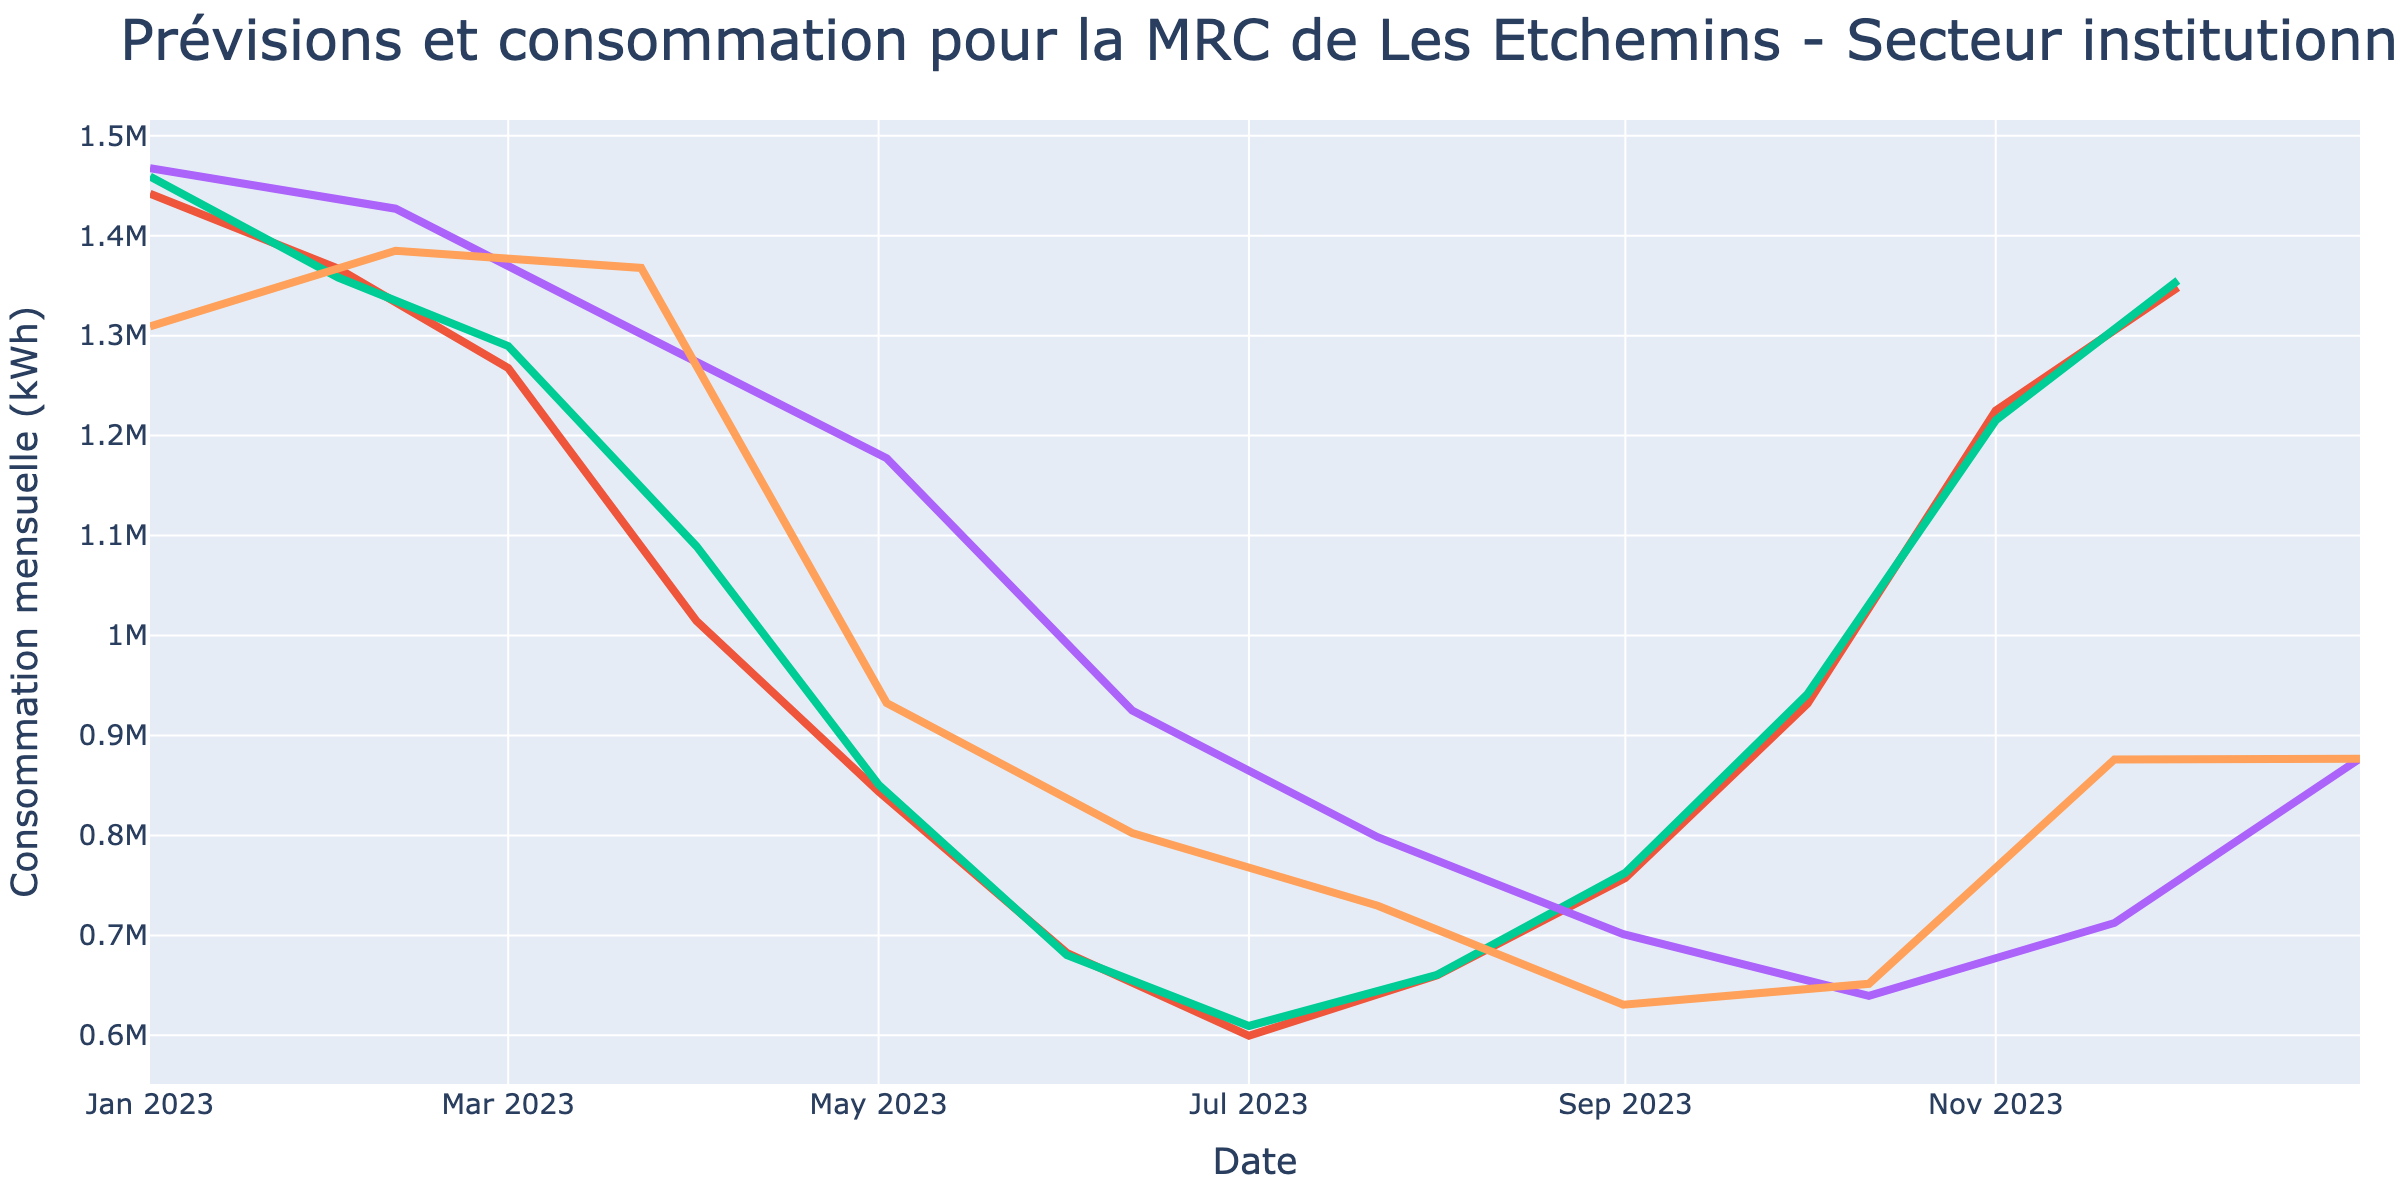 Prévisions et consommation pour la MRC de Les Etchemins - Secteur institutionn
Consommation mensuelle (kWh)
1.5M
1.4M
1.3M
1.2M
1.1M
1M
0.9M
0.8M
0.7M
0.6M
Jan 2023
Mar 2023
May 2023
Jul 2023
Sep 2023
Nov 2023
Date